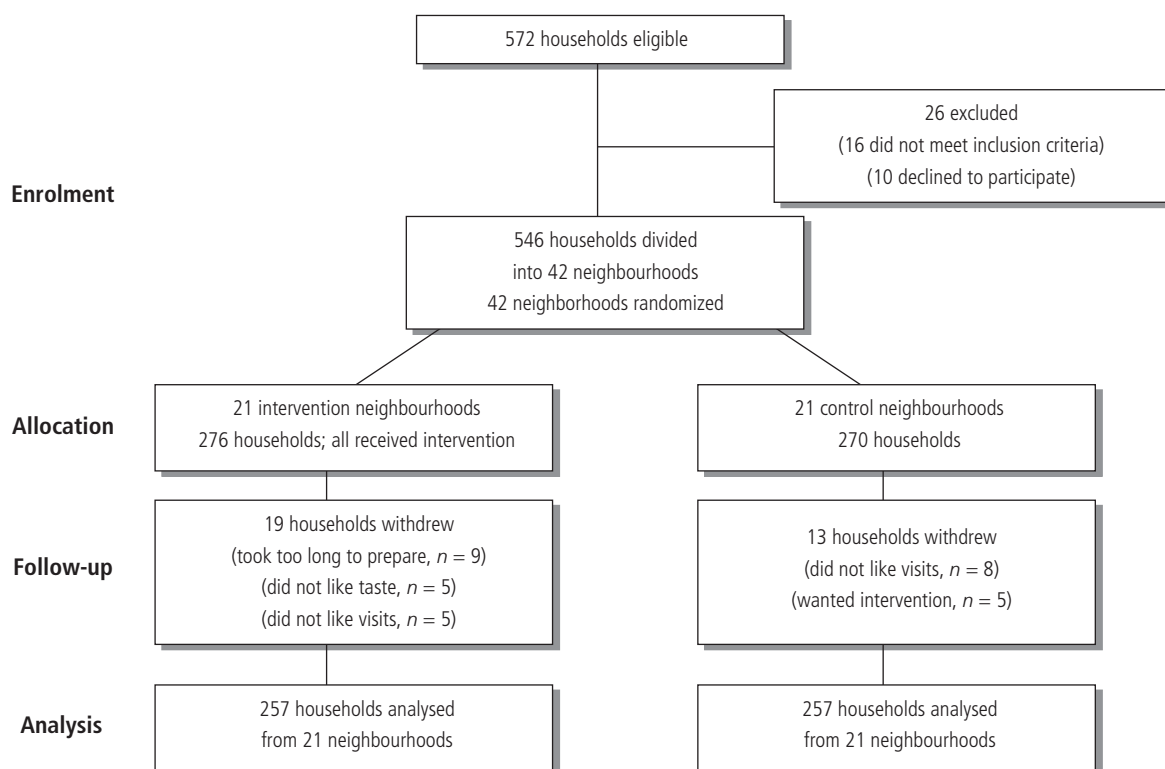 572 households eligible
26 excluded
(16 did not meet inclusion criteria)
(10 declined to participate)
Enrolment
546 households divided
into 42 neighbourhoods
42 neighborhoods randomized
Allocation
21 intervention neighbourhoods
276 households; all received intervention
21 control neighbourhoods
270 households
Follow-up
19 households withdrew
(took too long to prepare, n = 9)
(did not like taste, n = 5)
(did not like visits, n = 5)
13 households withdrew
(did not like visits, n = 8)
(wanted intervention, n = 5)
Analysis
257 households analysed
from 21 neighbourhoods
257 households analysed
from 21 neighbourhoods